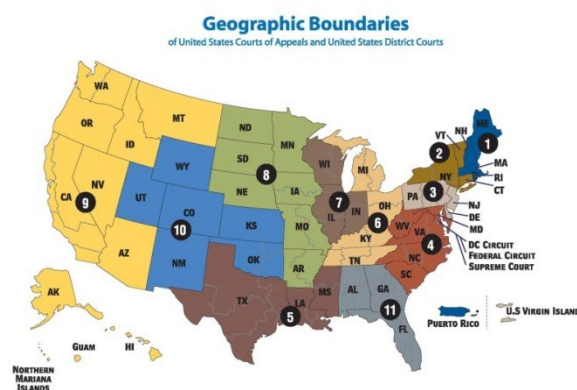 Geographic Boundaries
of United States Courts of Appeals and United States District Courts
WA
MT
ND
MN
VT
NH
ME
1
OR
ID
SD
WI
MI
2
NY
MA
RI
CT
WY
8
NE
IA
7
PA
3
NJ
DE
MD
DC CIRCUIT
FEDERAL CIRCUIT
SUPREME COURT
CA
9
NV
UT
CO
10
KS
MO
IL
IN
OH
6
KY
WV
VA
4
AZ
NM
OK
AR
TN
NC
SC
TX
LA
5
MS
AL
GA
11
FL
AK
HI
GUAM
NORTHERN
MARIANA
ISLANDS
PUERTO RICO